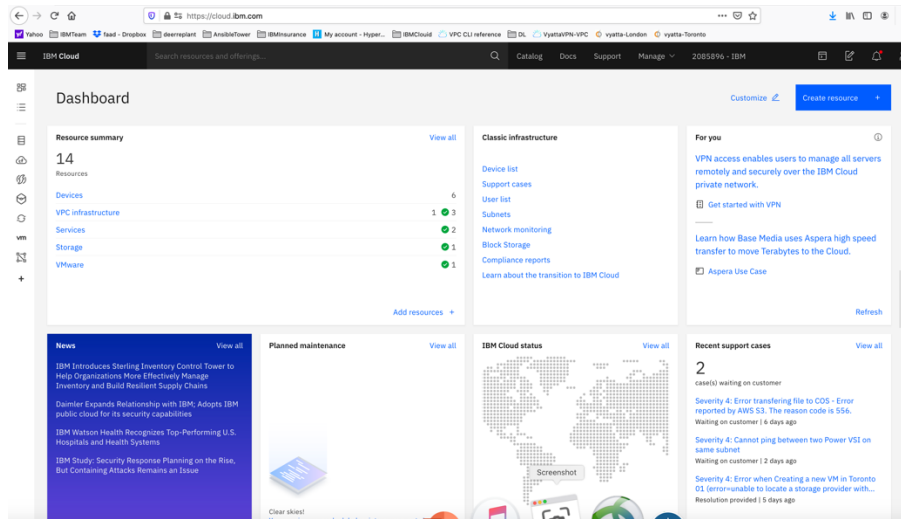 https://cloud.ibm.com
Yahoo IBMTeam faad - Dropbox deerreplant AnsibleTower IBMInsurance My account - Hyper... IBMClouid VPC CLI reference DL VyattaVPN-VPC vyatta-London vyatta-Toronto
IBM Cloud Search resources and offerings... Catalog Docs Support Manage 2085896 - IBM
Dashboard
Customize
Create resource +
Resource summary View all
14
Resources
Devices 6
VPC infrastructure 1 3
Services 2
Storage 1
VMware 1
Add resources +
Classic infrastructure
Device list
Support cases
User list
Subnets
Network monitoring
Block Storage
Compliance reports
Learn about the transition to IBM Cloud
For you
VPN access enables users to manage all servers
remotely and securely over the IBM Cloud
private network.
Get started with VPN
Learn how Base Media uses Aspera high speed
transfer to move Terabytes to the Cloud.
Aspera Use Case
Refresh
vm
News View all
IBM Introduces Sterling Inventory Control Tower to
Help Organizations More Effectively Manage
Inventory and Build Resilient Supply Chains
Daimler Expands Relationship with IBM; Adopts IBM
public cloud for its security capabilities
IBM Watson Health Recognizes Top-Performing U.S.
Hospitals and Health Systems
IBM Study: Security Response Planning on the Rise,
But Containing Attacks Remains an Issue
Planned maintenance View all
Clear skies!
IBM Cloud status View all
Screenshot
Recent support cases View all
2
case(s) waiting on customer
Severity 4: Error transfering file to COS - Error
reported by AWS S3. The reason code is 556.
Waiting on customer | 6 days ago
Severity 4: Cannot ping between two Power VSI on
same subnet
Waiting on customer | 2 days ago
Severity 4: Error when Creating a new VM in Toronto
01 (error=unable to locate a storage provider with...
Resolution provided | 5 days ago